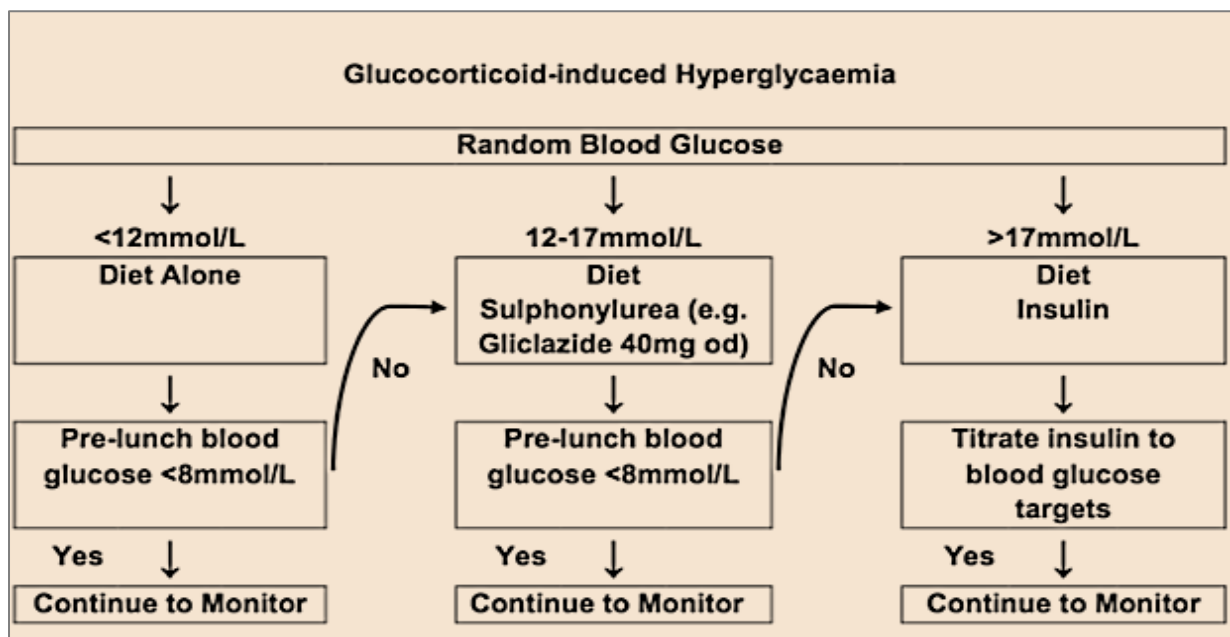 Glucocorticoid-induced Hyperglycaemia
Random Blood Glucose
<12mmol/L
Diet Alone
Pre-lunch blood
glucose <8mmol/L
Yes
Continue to Monitor
No
12-17mmol/L
Diet
Sulphonylurea (e.g.
Gliclazide 40mg od)
Pre-lunch blood
glucose <8mmol/L
Yes
Continue to Monitor
No
>17mmol/L
Diet
Insulin
Titrate insulin to
blood glucose
targets
Yes
Continue to Monitor